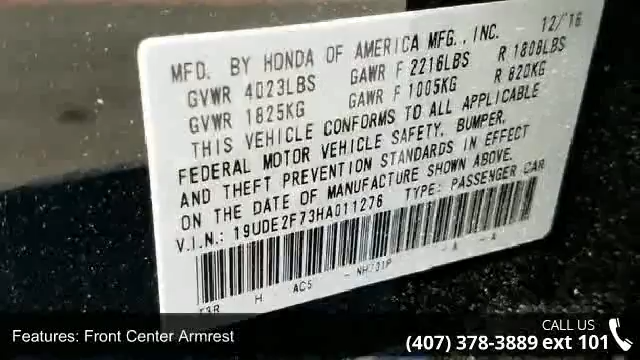 MFD. BY HONDA OF AMERICA MFG., INC. 12/'16
GVWR 4023LBS GAWR F 2216LBS R 1808LBS
GVWR 1825KG GAWR F 1005KG R 820KG
THIS VEHICLE CONFORMS TO ALL APPLICABLE
FEDERAL MOTOR VEHICLE SAFETY, BUMPER,
AND THEFT PREVENTION STANDARDS IN EFFECT
ON THE DATE OF MANUFACTURE SHOWN ABOVE.
V.I.N.: 19UDE2F73HA011276 TYPE: PASSENGER CAR
H AC5 - NH731P A - A
Features: Front Center Armrest
(407) 378-3889 ext 101